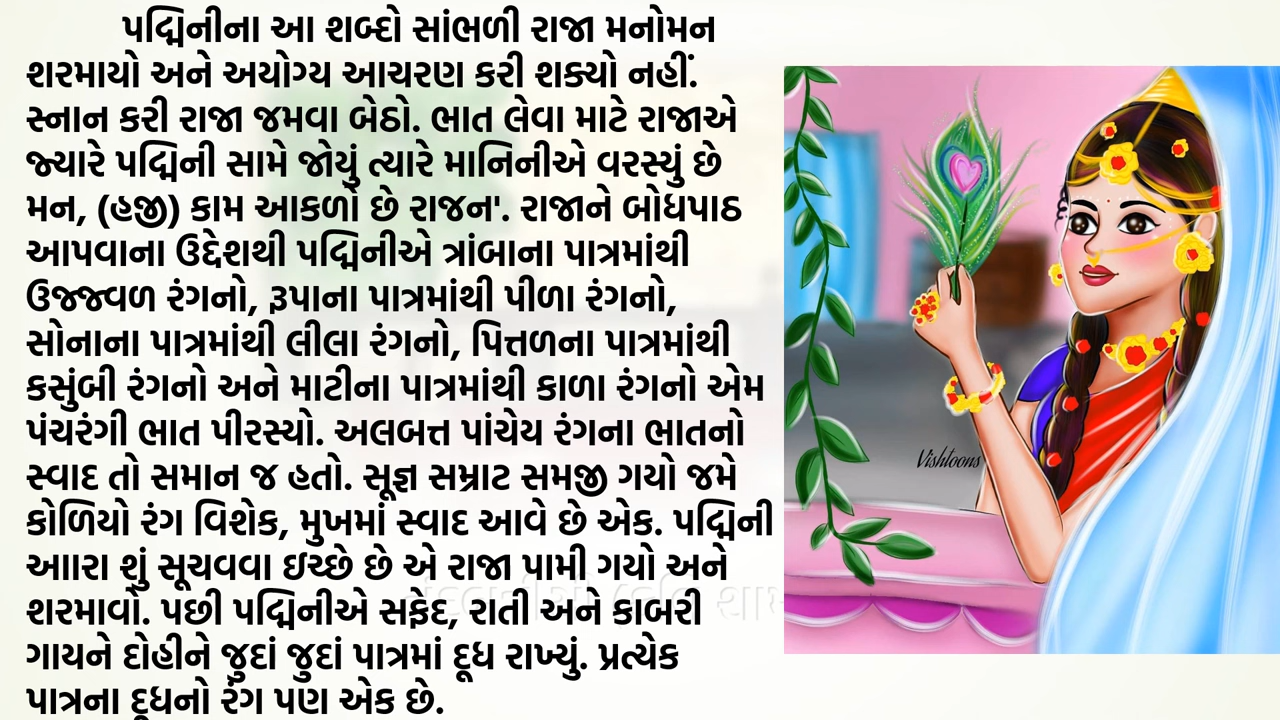 પદ્મિનીના આ શબ્દો સાંભળી રાજા મનોમન
શરમાયો અને અયોગ્ય આચરણ કરી શક્યો નહીં.
સ્નાન કરી રાજા જમવા બેઠો. ભાત લેવા માટે રાજાએ
જ્યારે પદ્મિની સામે જોયું ત્યારે માનિનીએ વરસ્યું છે
મન, (હજી) કામ આકળો છે રાજન'. રાજાને બોધપાઠ
આપવાના ઉદ્દેશથી પદ્મિનીએ ત્રાંબાના પાત્રમાંથી
ઉજ્જ્વળ રંગનો, રૂપાના પાત્રમાંથી પીળા રંગનો,
સોનાના પાત્રમાંથી લીલા રંગનો, પિત્તળના પાત્રમાંથી
કસુંબી રંગનો અને માટીના પાત્રમાંથી કાળા રંગનો એમ
પંચરંગી ભાત પીરસ્યો. અલબત્ત પાંચેય રંગના ભાતનો
સ્વાદ તો સમાન જ હતો. સૂજ્ઞ સમ્રાટ સમજી ગયો જમે
કોળિયો રંગ વિશેક, મુખમાં સ્વાદ આવે છે એક. પદ્મિની
આારા શું સૂચવવા ઇચ્છે છે એ રાજા પામી ગયો અને
શરમાવો. પછી પદ્મિનીએ સફેદ, રાતી અને કાબરી
ગાયને દોહીને જુદાં જુદાં પાત્રમાં દૂધ રાખ્યું. પ્રત્યેક
પાત્રના દૂધનો રંગ પણ એક છે.
Vishtoons